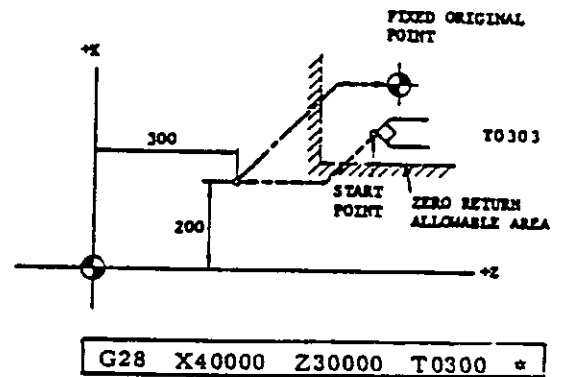 FIXED ORIGINAL
POINT
+X
300
T0303
START
POINT
ZERO RETURN
ALLOWABLE AREA
200
+Z
G28 X40000 Z30000 T0300 *